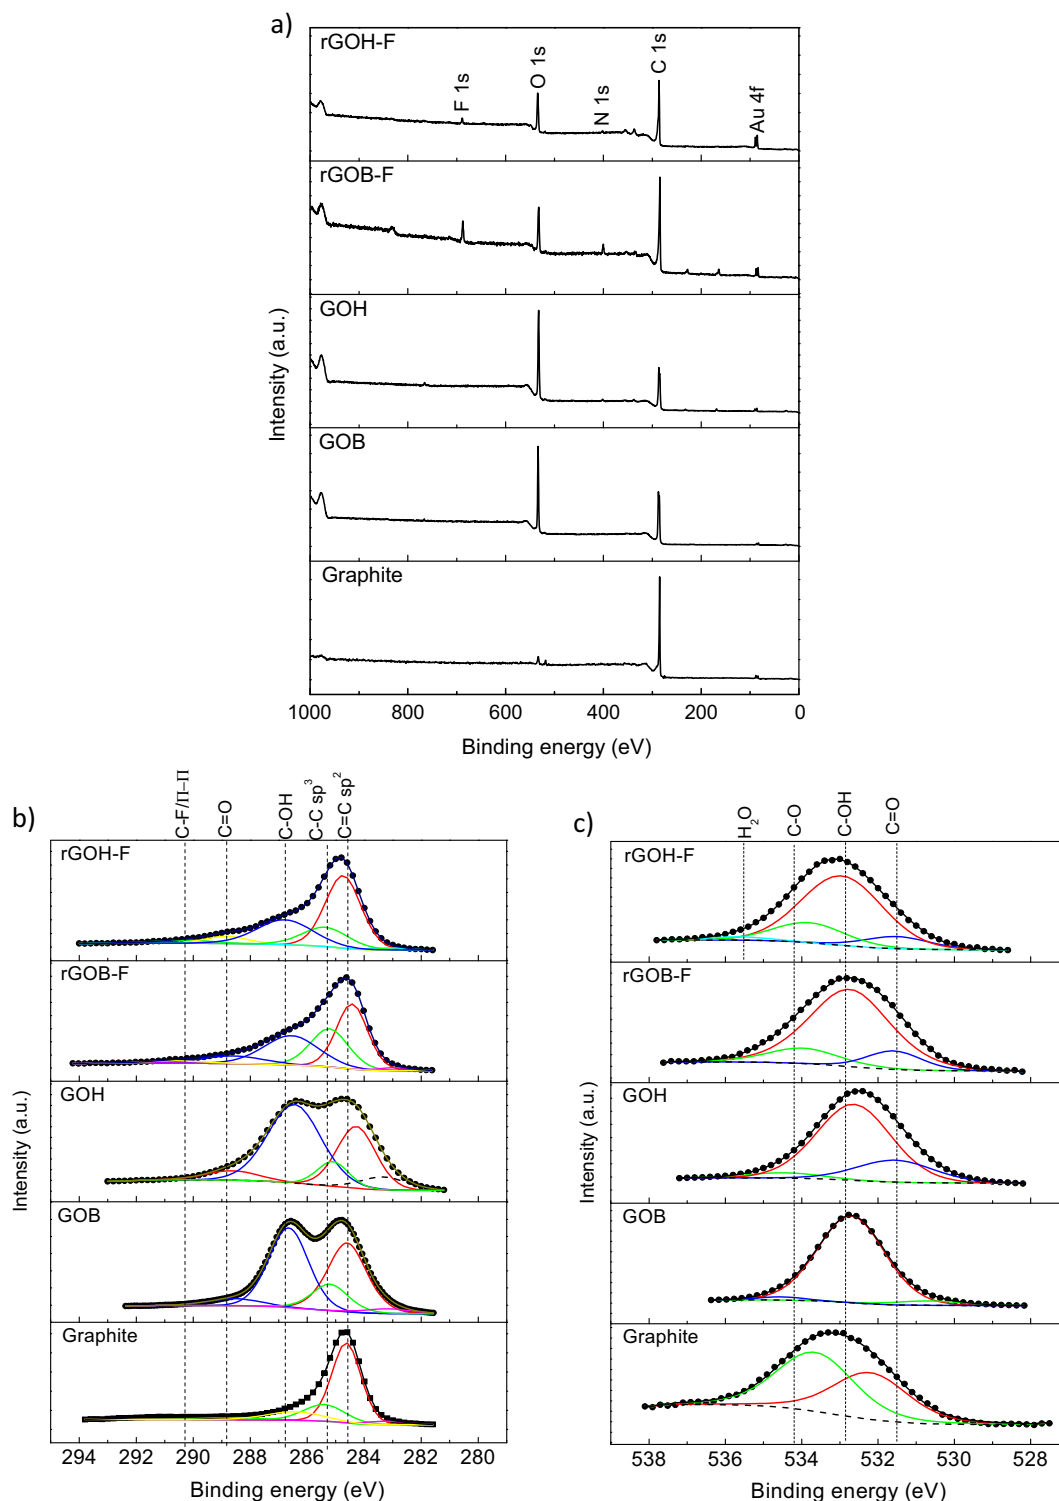 a)
rGOH-F
F 1s
O 1s
N 1s
C 1s
Au 4f
rGOB-F
GOH
GOB
Graphite
Intensity (a.u.)
1000 800 600 400 200 0
Binding energy (eV)
b)
C-F/Π-Π
C=O
C-OH
C-C sp³
C=C sp²
rGOH-F
rGOB-F
GOH
GOB
Graphite
Intensity (a.u.)
294 292 290 288 286 284 282 280
Binding energy (eV)
c)
H₂O
C-O
C-OH
C=O
rGOH-F
rGOB-F
GOH
GOB
Graphite
Intensity (a.u.)
538 536 534 532 530 528
Binding energy (eV)